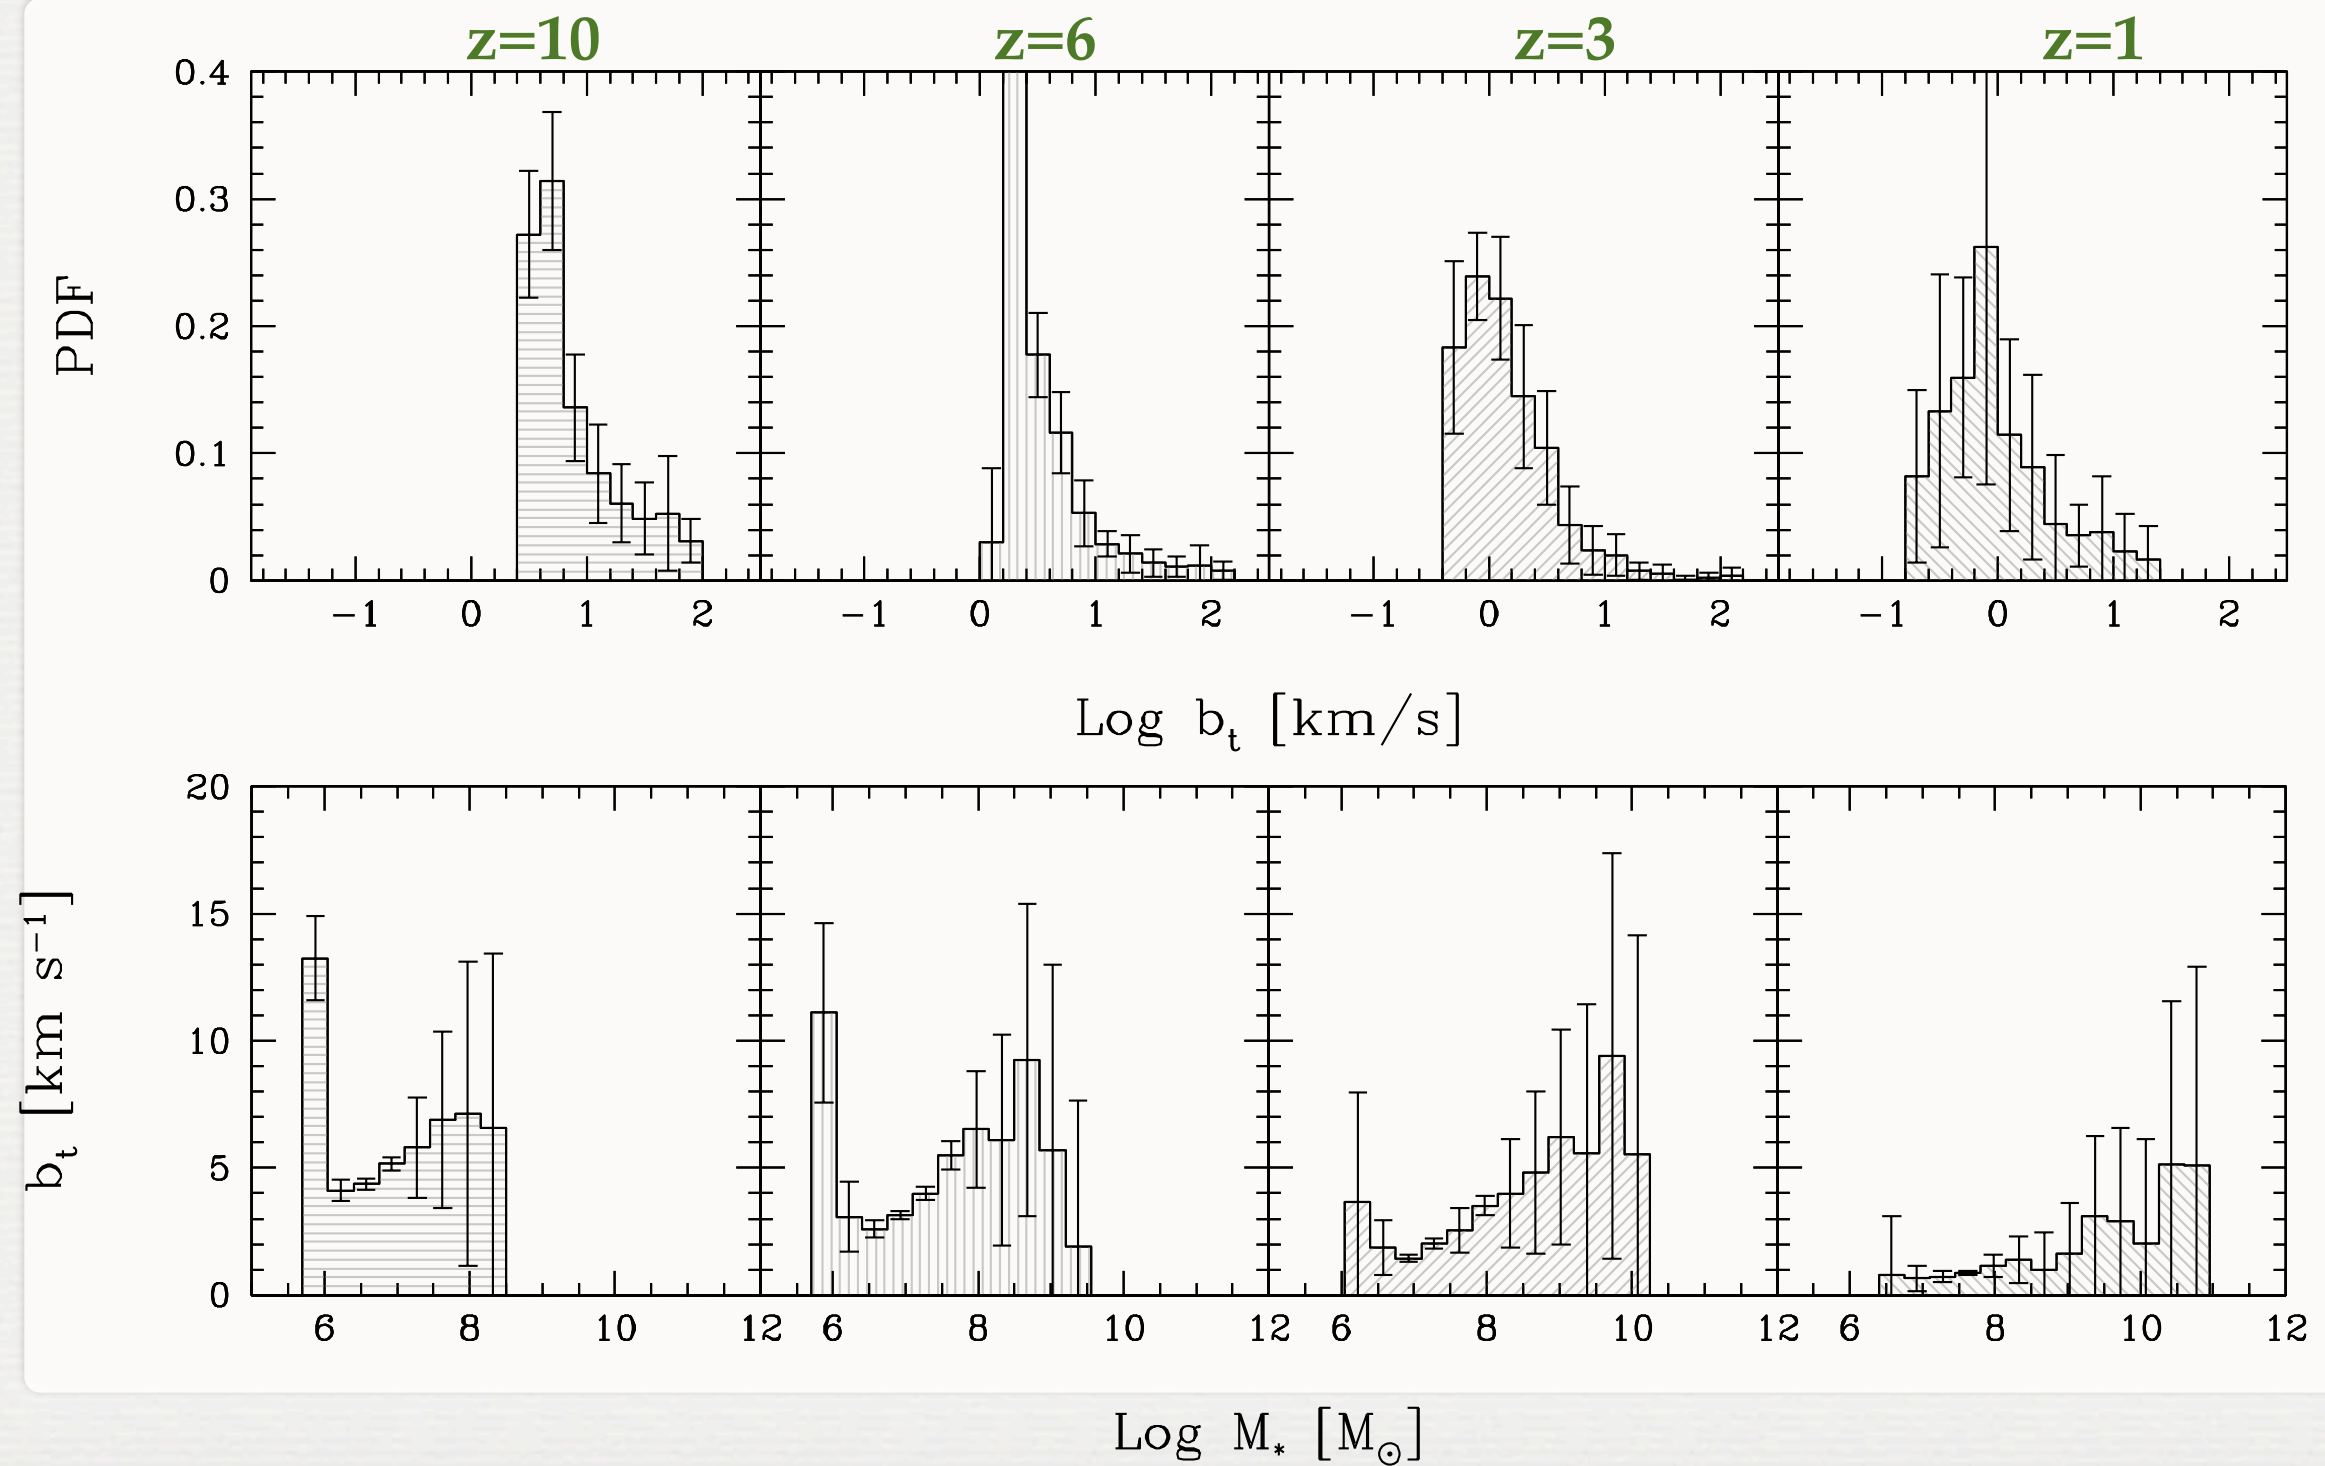 z=10 z=6 z=3 z=1
0.4
0.3
0.2
0.1
0
PDF
−1 0 1 2 −1 0 1 2 −1 0 1 2 −1 0 1 2
Log b_t [km/s]
20
15
10
5
0
b_t [km s⁻¹]
6 8 10 12 6 8 10 12 6 8 10 12 6 8 10 12
Log M_* [M_⊙]